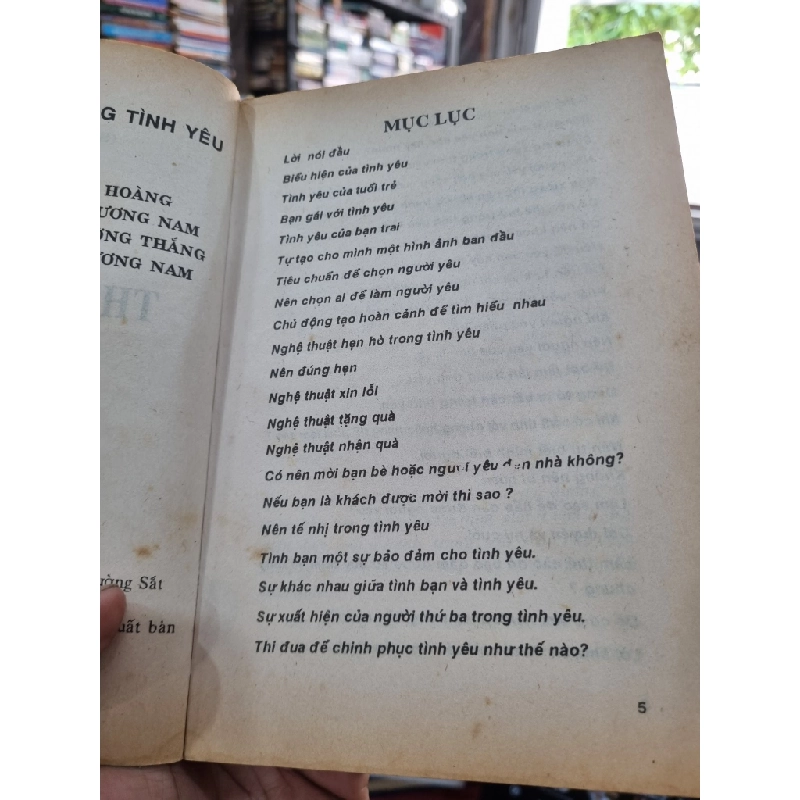 G TÌNH YÊU
HOÀNG
ƯƠNG NAM
ỜNG THẮNG
ƯƠNG NAM
ường Sắt
uất bản
MỤC LỤC
Lời nói đầu
Biểu hiện của tình yêu
Tình yêu của tuổi trẻ
Bạn gái với tình yêu
Tình yêu của bạn trai
Tự tạo cho mình một hình ảnh ban đầu
Tiêu chuẩn để chọn người yêu
Nên chọn ai để làm người yêu
Chủ động tạo hoàn cảnh để tìm hiểu nhau
Nghệ thuật hẹn hò trong tình yêu
Nên đúng hẹn
Nghệ thuật xin lỗi
Nghệ thuật tặng quà
Nghệ thuật nhận quà
Có nên mời bạn bè hoặc người yêu đến nhà không?
Nếu bạn là khách được mời thì sao ?
Nên tế nhị trong tình yêu
Tình bạn một sự bảo đảm cho tình yêu.
Sự khác nhau giữa tình bạn và tình yêu.
Sự xuất hiện của người thứ ba trong tình yêu.
Thi đua để chinh phục tình yêu như thế nào?
5